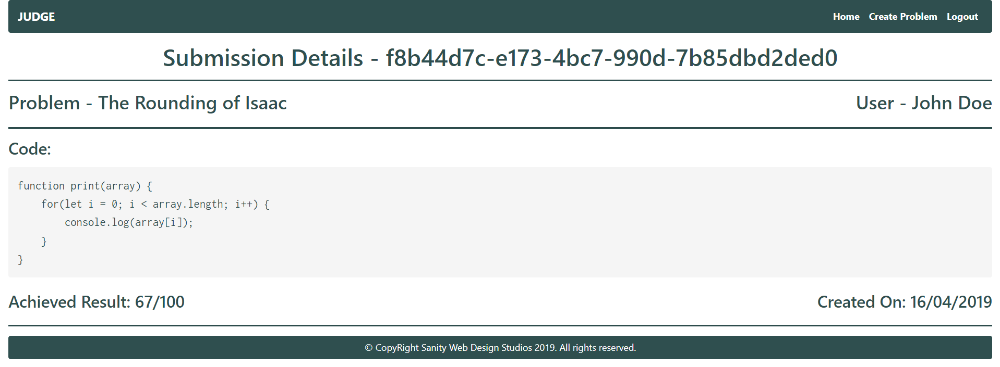 JUDGE
Home Create Problem Logout
Submission Details - f8b44d7c-e173-4bc7-990d-7b85dbd2ded0
Problem - The Rounding of Isaac
User - John Doe
Code:
function print(array) {
    for(let i = 0; i < array.length; i++) {
        console.log(array[i]);
    }
}
Achieved Result: 67/100
Created On: 16/04/2019
© CopyRight Sanity Web Design Studios 2019. All rights reserved.